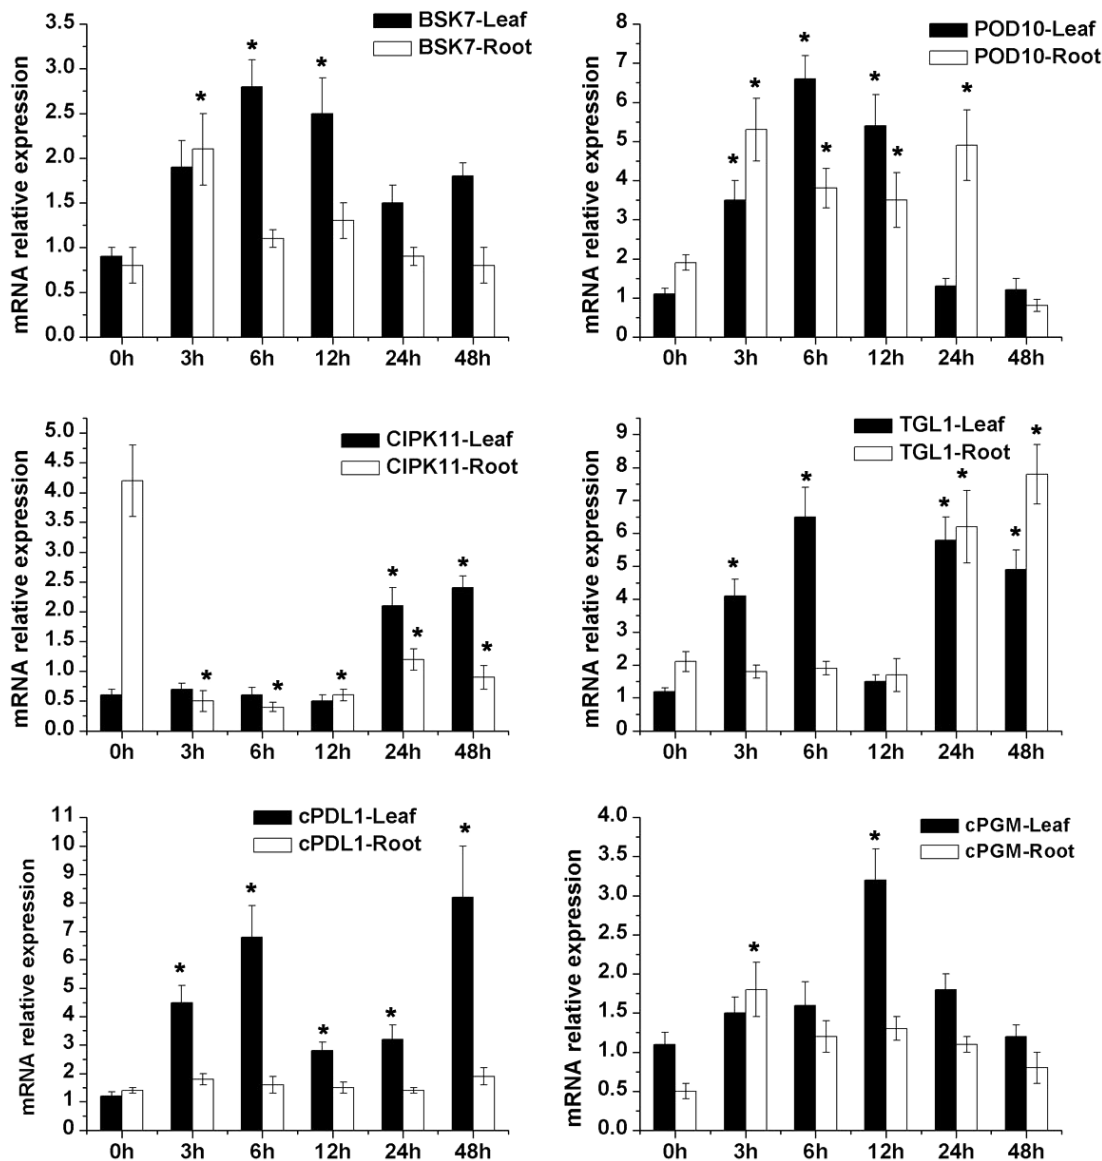 BSK7-Leaf
BSK7-Root
mRNA relative expression
3.5
3.0
2.5
2.0
1.5
1.0
0.5
0.0
* * *
0h 3h 6h 12h 24h 48h
POD10-Leaf
POD10-Root
mRNA relative expression
8
7
6
5
4
3
2
1
0
* * * * * * *
0h 3h 6h 12h 24h 48h
CIPK11-Leaf
CIPK11-Root
mRNA relative expression
5.0
4.5
4.0
3.5
3.0
2.5
2.0
1.5
1.0
0.5
0.0
* * * * * * *
0h 3h 6h 12h 24h 48h
TGL1-Leaf
TGL1-Root
mRNA relative expression
9
8
7
6
5
4
3
2
1
0
* * * * * *
0h 3h 6h 12h 24h 48h
cPDL1-Leaf
cPDL1-Root
mRNA relative expression
11
10
9
8
7
6
5
4
3
2
1
0
* * * * *
0h 3h 6h 12h 24h 48h
cPGM-Leaf
cPGM-Root
mRNA relative expression
4.0
3.5
3.0
2.5
2.0
1.5
1.0
0.5
0.0
* *
0h 3h 6h 12h 24h 48h